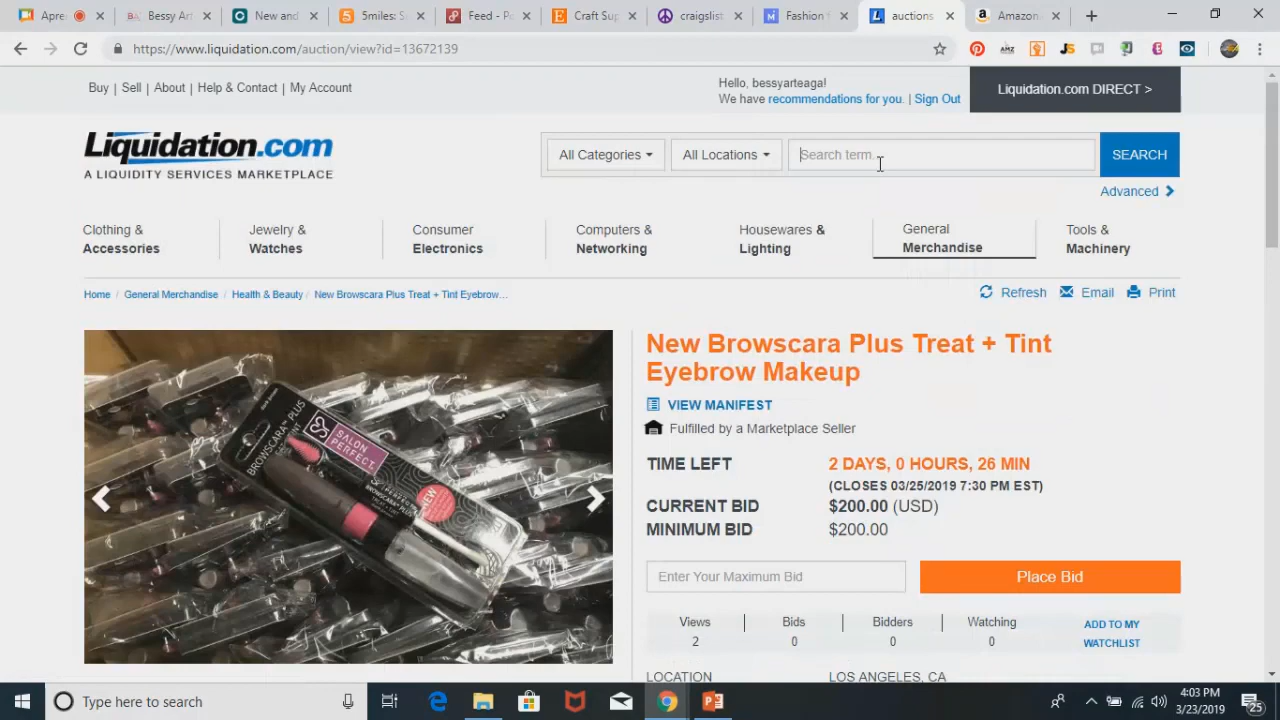 Apre
Bessy Art
New and
5miles: S
Feed - P
Craft Sup
craigslist
Fashion f
auctions
Amazon
https://www.liquidation.com/auction/view?id=13672139
AMZ
JS
Buy | Sell | About | Help & Contact | My Account
Hello, bessyarteaga!
We have recommendations for you. | Sign Out
Liquidation.com DIRECT >
Liquidation.com
A LIQUIDITY SERVICES MARKETPLACE
All Categories
All Locations
Search term...
SEARCH
Advanced
Clothing &
Accessories
Jewelry &
Watches
Consumer
Electronics
Computers &
Networking
Housewares &
Lighting
General
Merchandise
Tools &
Machinery
Home / General Merchandise / Health & Beauty / New Browscara Plus Treat + Tint Eyebrow...
Refresh
Email
Print
BROWSCARA PLUS
SALON PERFECT
NEW
New Browscara Plus Treat + Tint
Eyebrow Makeup
VIEW MANIFEST
Fulfilled by a Marketplace Seller
TIME LEFT 2 DAYS, 0 HOURS, 26 MIN
(CLOSES 03/25/2019 7:30 PM EST)
CURRENT BID $200.00 (USD)
MINIMUM BID $200.00
Enter Your Maximum Bid
Place Bid
Views | Bids | Bidders | Watching
2 0 0 0
ADD TO MY
WATCHLIST
LOCATION LOS ANGELES, CA
Type here to search
4:03 PM
3/23/2019
25